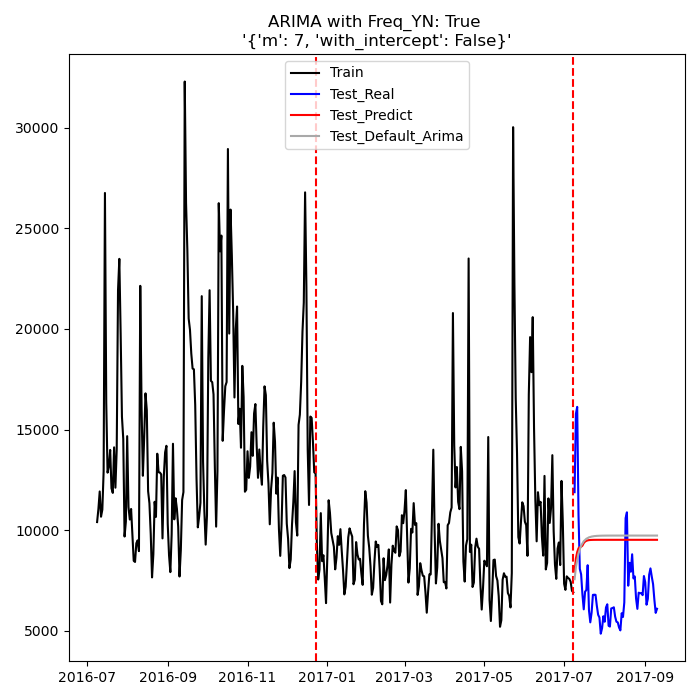 ARIMA with Freq_YN: True
'{'m': 7, 'with_intercept': False}'
Train
Test_Real
Test_Predict
Test_Default_Arima
30000
25000
20000
15000
10000
5000
2016-07
2016-09
2016-11
2017-01
2017-03
2017-05
2017-07
2017-09